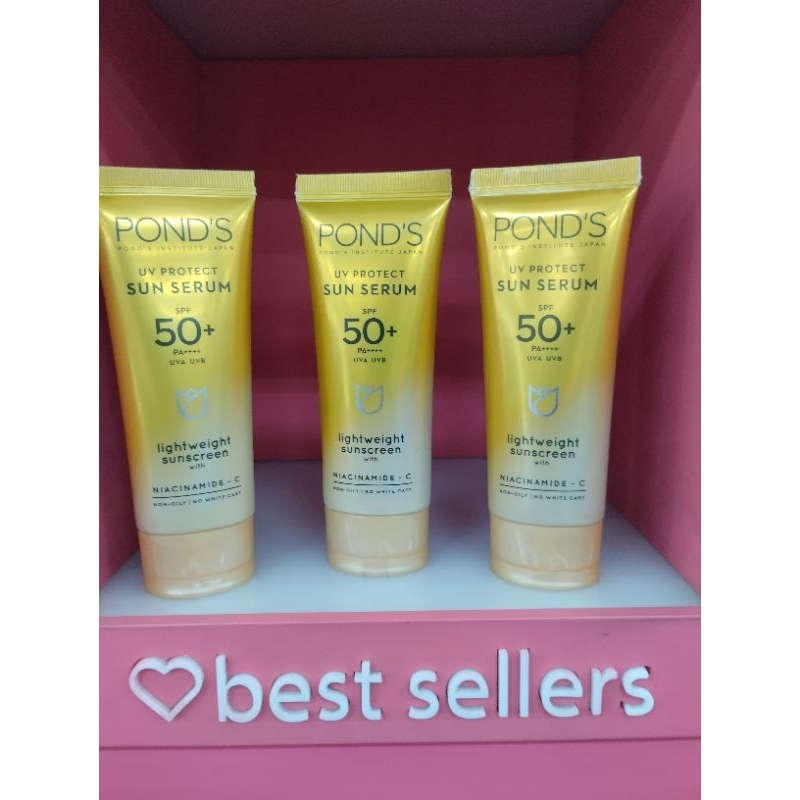 POND'S
POND'S INSTITUTE JAPAN
UV PROTECT
SUN SERUM
SPF
50+
PA++++
UVA UVB
lightweight
sunscreen
with
NIACINAMIDE - C
NON-OILY | NO WHITE CAST
POND'S
POND'S INSTITUTE JAPAN
UV PROTECT
SUN SERUM
SPF
50+
PA++++
UVA UVB
lightweight
sunscreen
with
NIACINAMIDE - C
NON-OILY | NO WHITE CAST
POND'S
POND'S INSTITUTE JAPAN
UV PROTECT
SUN SERUM
SPF
50+
PA++++
UVA UVB
lightweight
sunscreen
with
NIACINAMIDE - C
NON-OILY | NO WHITE CAST
best sellers